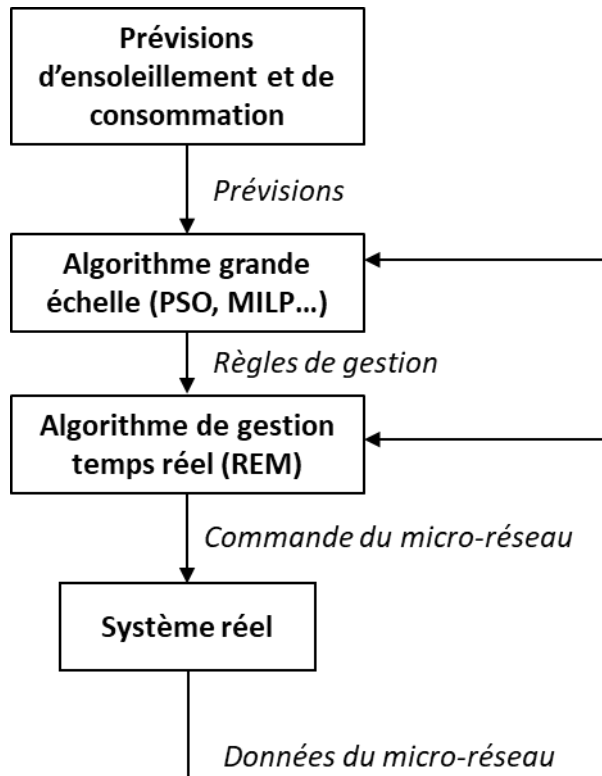 Prévisions
d’ensoleillement et de
consommation
Prévisions
Algorithme grande
échelle (PSO, MILP…)
Règles de gestion
Algorithme de gestion
temps réel (REM)
Commande du micro-réseau
Système réel
Données du micro-réseau